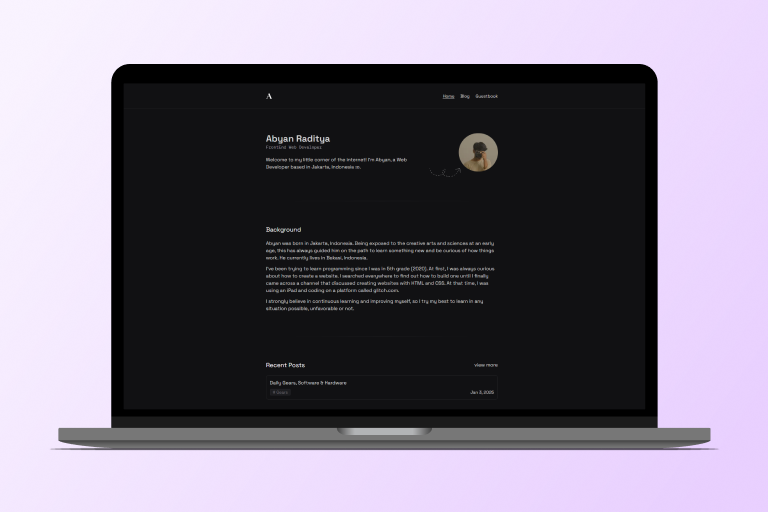 A
Home Blog Guestbook
Abyan Raditya
FrontEnd Web Developer
Welcome to my little corner of the internet! I'm Abyan, a Web
Developer based in Jakarta, Indonesia
Background
Abyan was born in Jakarta, Indonesia. Being exposed to the creative arts and sciences at an early
age, this has always guided him on the path to learn something new and be curious of how things
work. He currently lives in Bekasi, Indonesia.
I've been trying to learn programming since I was in 5th grade (2020). At first, I was always curious
about how to create a website, I searched everywhere to find out how to build one until I finally
came across a channel that discussed creating websites with HTML and CSS. At that time, I was
using an iPad and coding on a platform called glitch.com.
I strongly believe in continuous learning and improving myself, so I try my best to learn in any
situation possible, unfavorable or not.
Recent Posts view more
Daily Gears, Software & Hardware
Jan 3, 2025